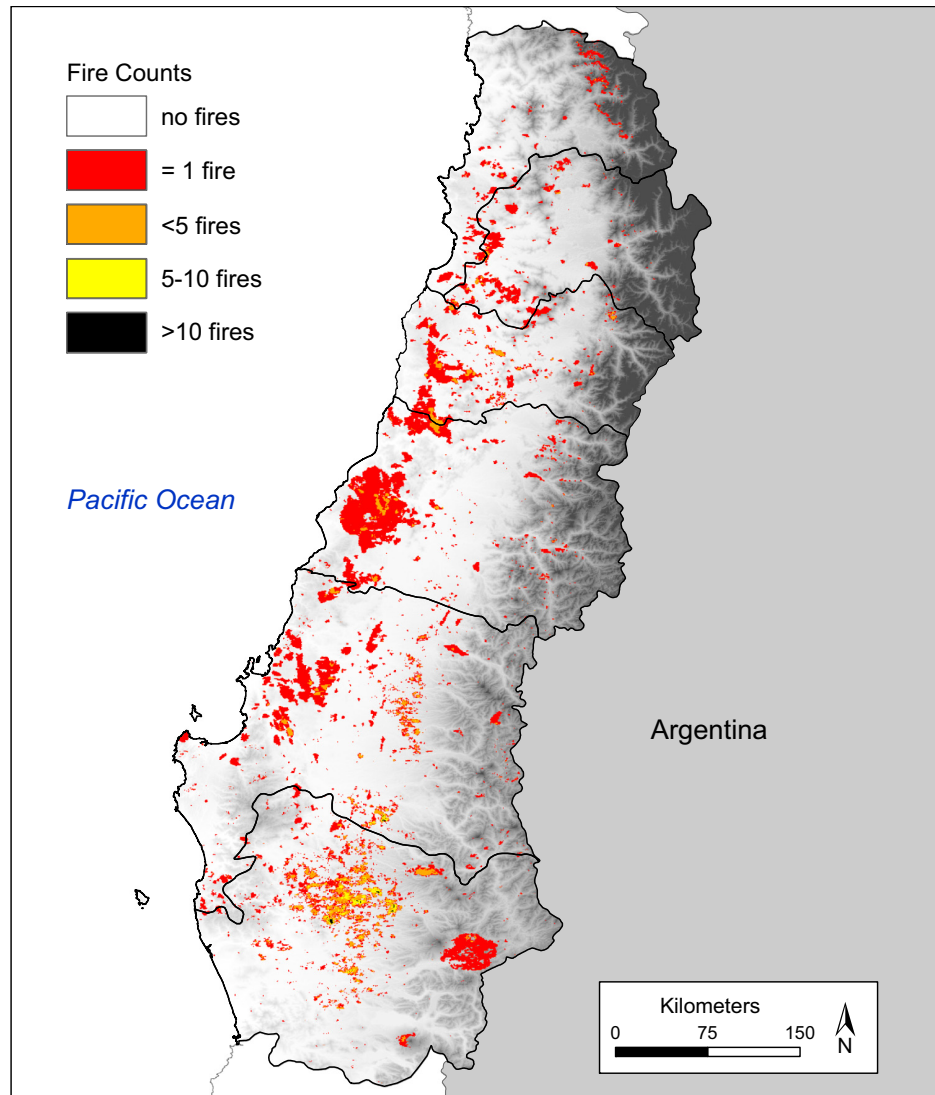 Fire Counts
no fires
= 1 fire
<5 fires
5-10 fires
>10 fires
Pacific Ocean
Argentina
Kilometers
0 75 150
N